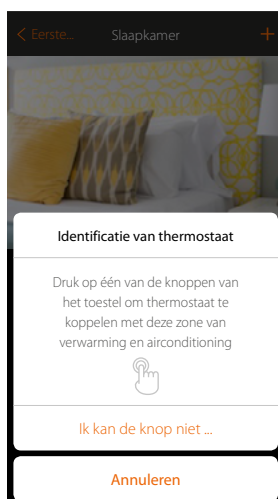 < Eerste... Slaapkamer +
Identificatie van thermostaat
Druk op één van de knoppen van
het toestel om thermostaat te
koppelen met deze zone van
verwarming en airconditioning
Ik kan de knop niet ...
Annuleren